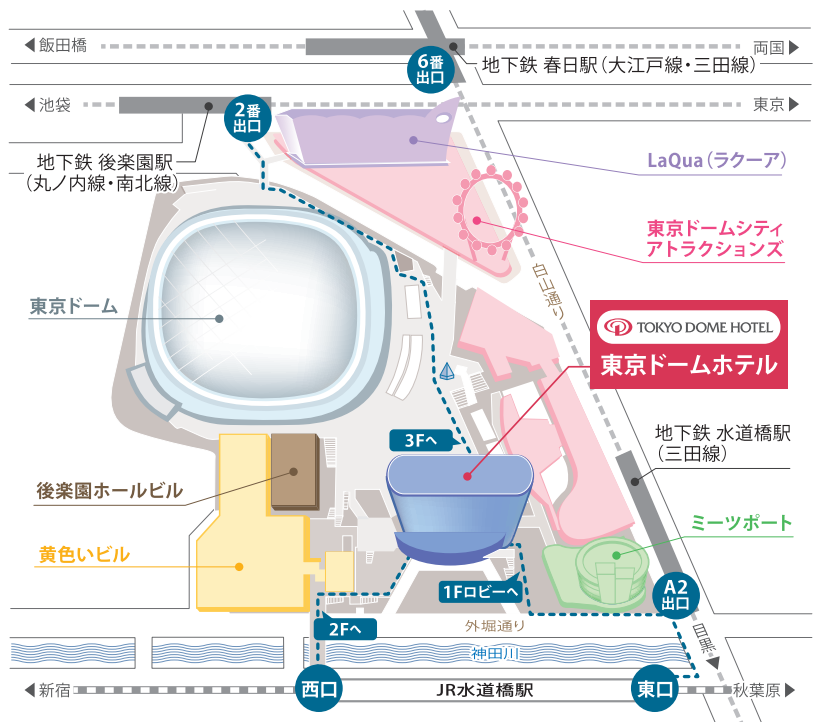 飯田橋
両国
6番
出口
地下鉄 春日駅（大江戸線・三田線）
池袋
2番
出口
東京
地下鉄 後楽園駅
（丸ノ内線・南北線）
LaQua（ラクーア）
東京ドームシティ
アトラクションズ
白山通り
東京ドーム
TOKYO DOME HOTEL
東京ドームホテル
3Fへ
地下鉄 水道橋駅
（三田線）
後楽園ホールビル
ミーツポート
黄色いビル
1Fロビーへ
A2
出口
2Fへ
外堀通り
目黒
神田川
新宿
西口
JR水道橋駅
東口
秋葉原